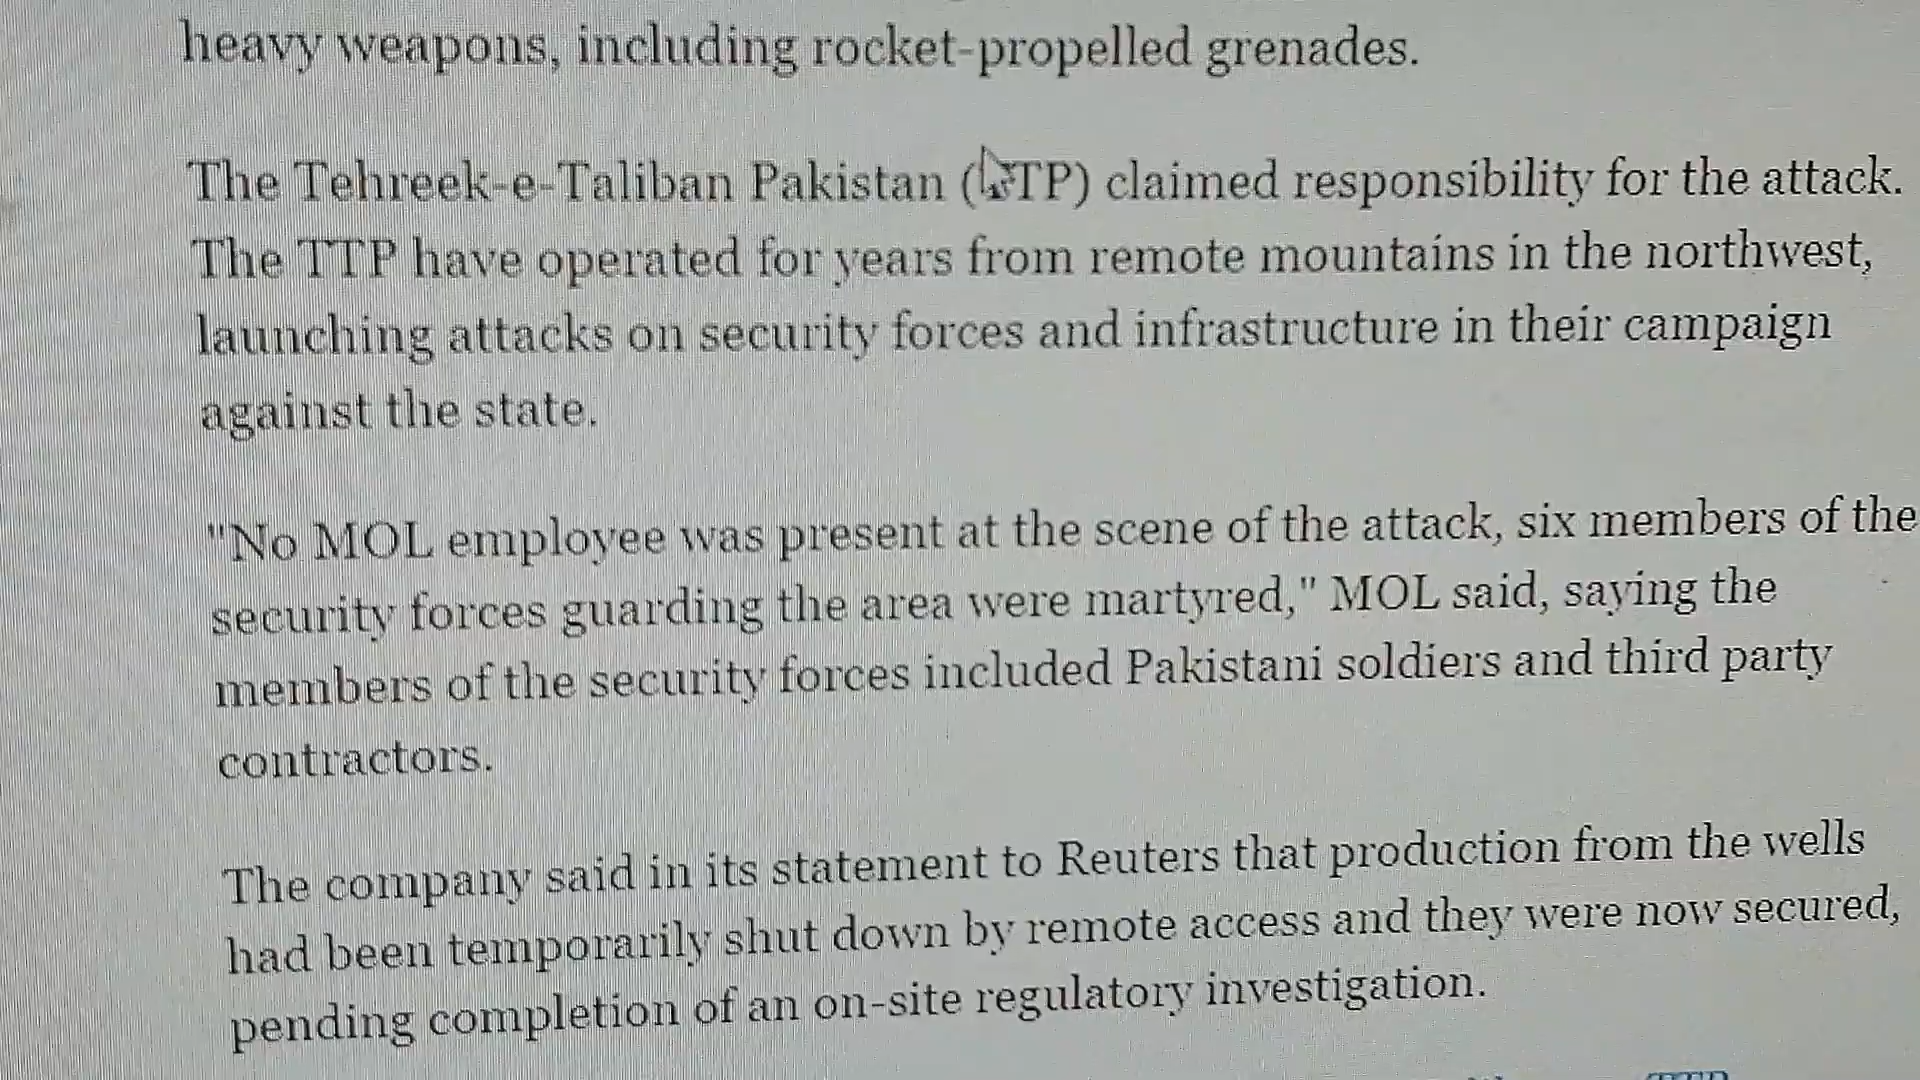 heavy weapons, including rocket-propelled grenades.
The Tehreek-e-Taliban Pakistan (TTP) claimed responsibility for the attack.
The TTP have operated for years from remote mountains in the northwest,
launching attacks on security forces and infrastructure in their campaign
against the state.
"No MOL employee was present at the scene of the attack, six members of the
security forces guarding the area were martyred," MOL said, saying the
members of the security forces included Pakistani soldiers and third party
contractors.
The company said in its statement to Reuters that production from the wells
had been temporarily shut down by remote access and they were now secured,
pending completion of an on-site regulatory investigation.